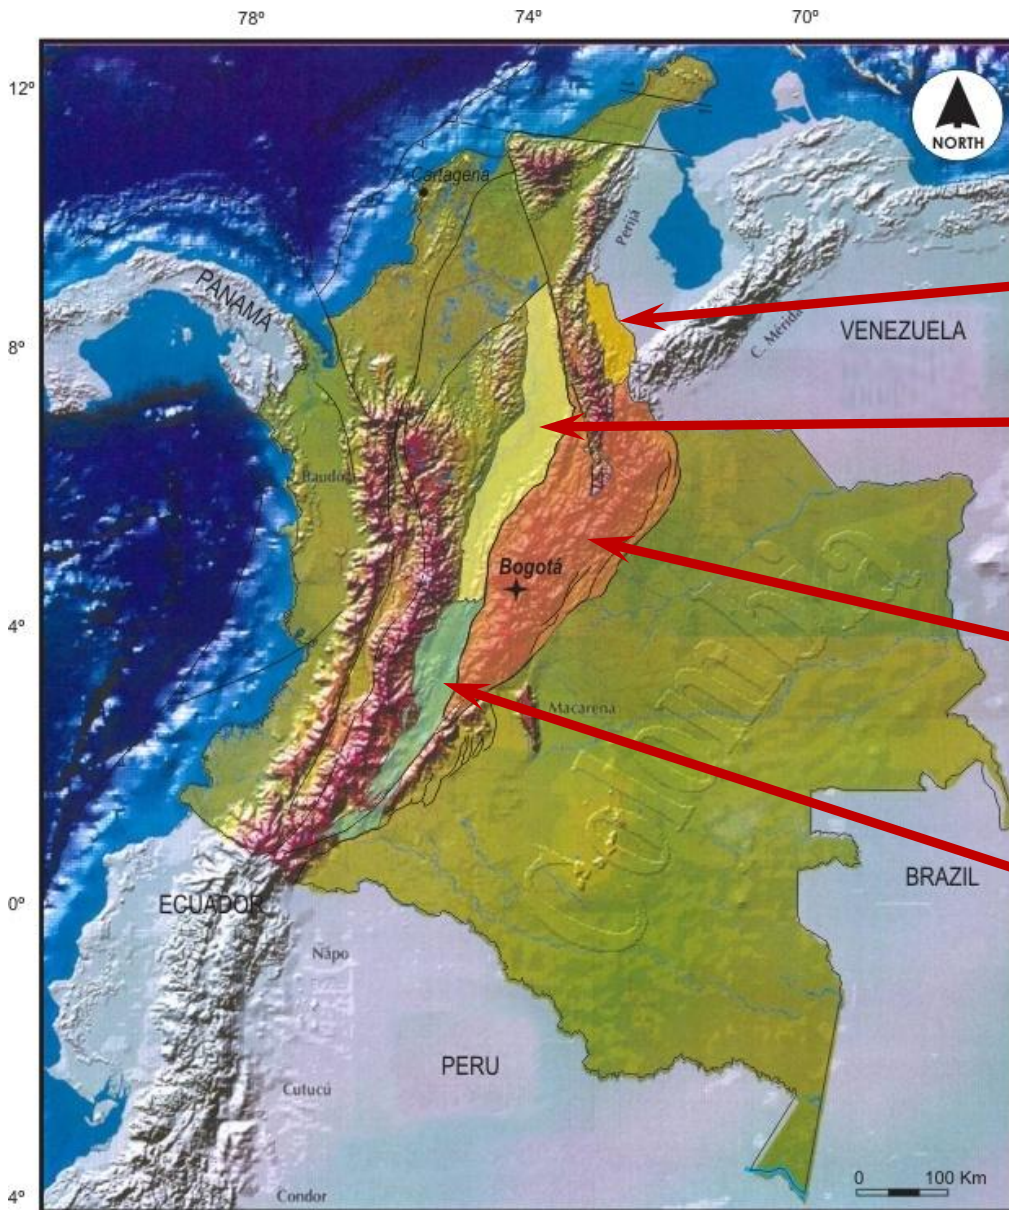 78º
74º
70º
12º
NORTH
Cartagena
Perijá
PANAMA
C. Mérida
VENEZUELA
8º
Baudó
Bogotá
4º
Macarena
Colombia
BRAZIL
0º
ECUADOR
Nãpo
PERU
Cutucú
0 100 Km
Condor
4º